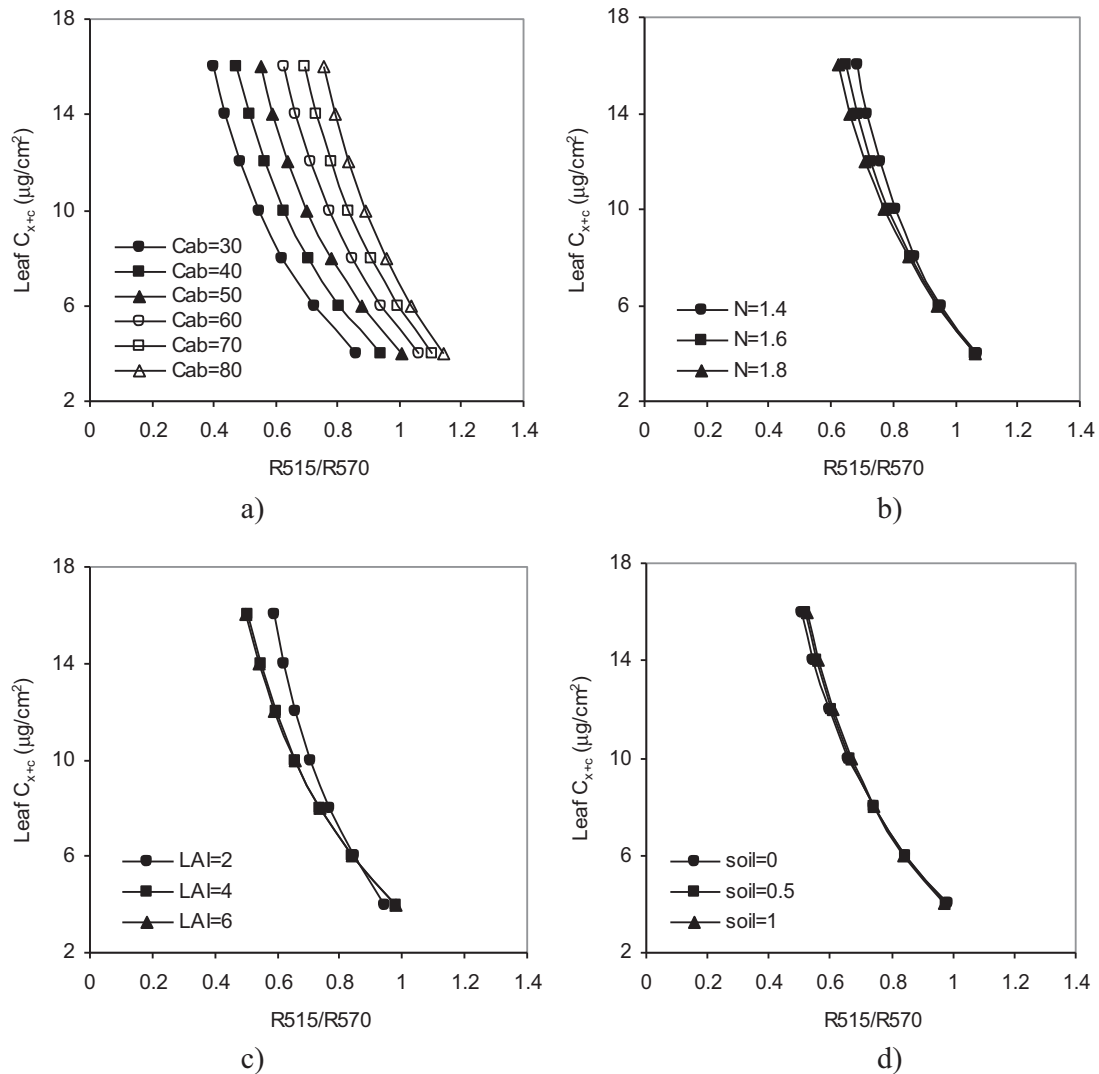 18
14
10
6
2
Leaf Cx+c (µg/cm2)
Cab=30
Cab=40
Cab=50
Cab=60
Cab=70
Cab=80
0 0.2 0.4 0.6 0.8 1 1.2 1.4
R515/R570
a)
18
14
10
6
2
Leaf Cx+c (µg/cm2)
N=1.4
N=1.6
N=1.8
0 0.2 0.4 0.6 0.8 1 1.2 1.4
R515/R570
b)
18
14
10
6
2
Leaf Cx+c (µg/cm2)
LAI=2
LAI=4
LAI=6
0 0.2 0.4 0.6 0.8 1 1.2 1.4
R515/R570
c)
18
14
10
6
2
Leaf Cx+c (µg/cm2)
soil=0
soil=0.5
soil=1
0 0.2 0.4 0.6 0.8 1 1.2 1.4
R515/R570
d)